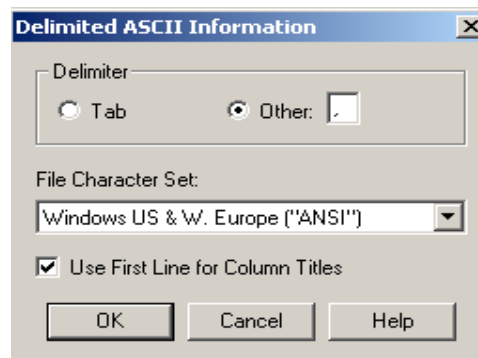 Delimited ASCII Information
Delimiter
Tab
Other: ,
File Character Set:
Windows US & W. Europe ("ANSI")
Use First Line for Column Titles
OK Cancel Help